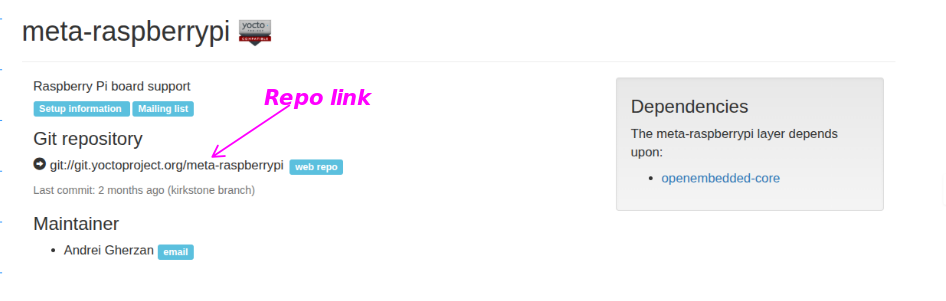 meta-raspberrypi
yocto
PROJECT
COMPATIBLE
Raspberry Pi board support
Setup information Mailing list
Repo link
Git repository
git://git.yoctoproject.org/meta-raspberrypi web repo
Last commit: 2 months ago (kirkstone branch)
Maintainer
• Andrei Gherzan email
Dependencies
The meta-raspberrypi layer depends
upon:
• openembedded-core